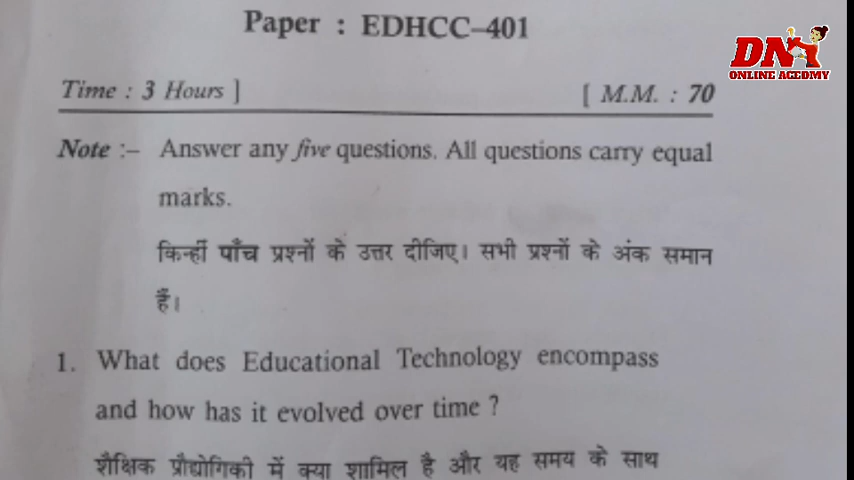 Paper : EDHCC–401
DN
ONLINE ACEDMY
Time : 3 Hours ] [ M.M. : 70
Note :– Answer any five questions. All questions carry equal
marks.
किन्हीं पाँच प्रश्नों के उत्तर दीजिए। सभी प्रश्नों के अंक समान
हैं।
1. What does Educational Technology encompass
and how has it evolved over time ?
शैक्षिक प्रौद्योगिकी में क्या शामिल है और यह समय के साथ